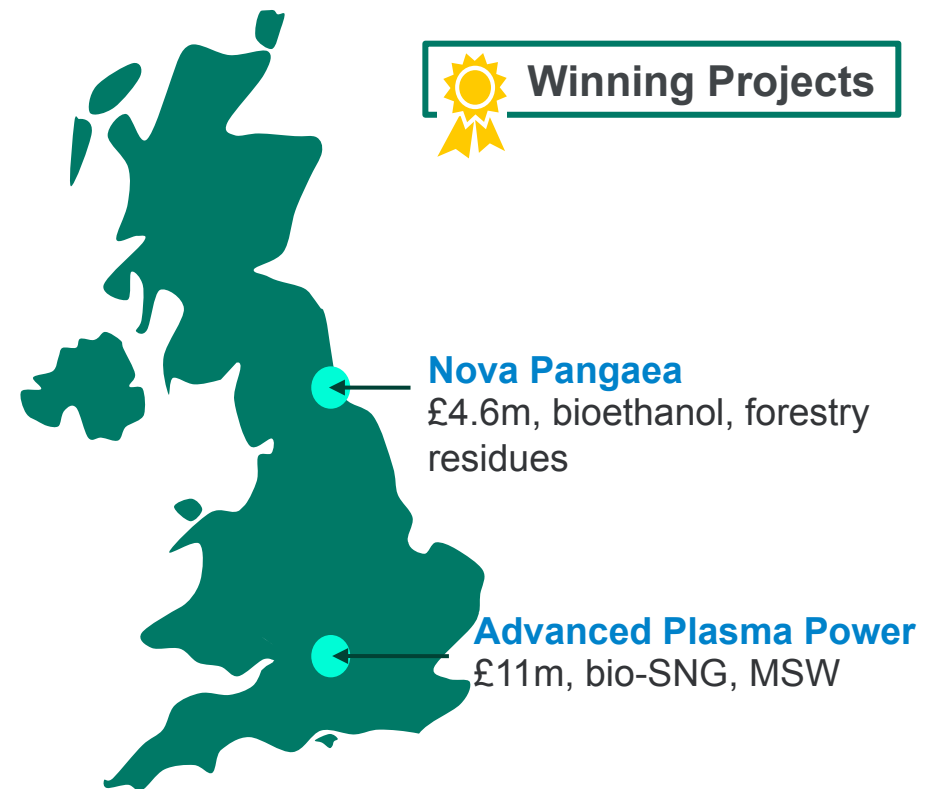 Winning Projects
Nova Pangaea
£4.6m, bioethanol, forestry
residues
Advanced Plasma Power
£11m, bio-SNG, MSW